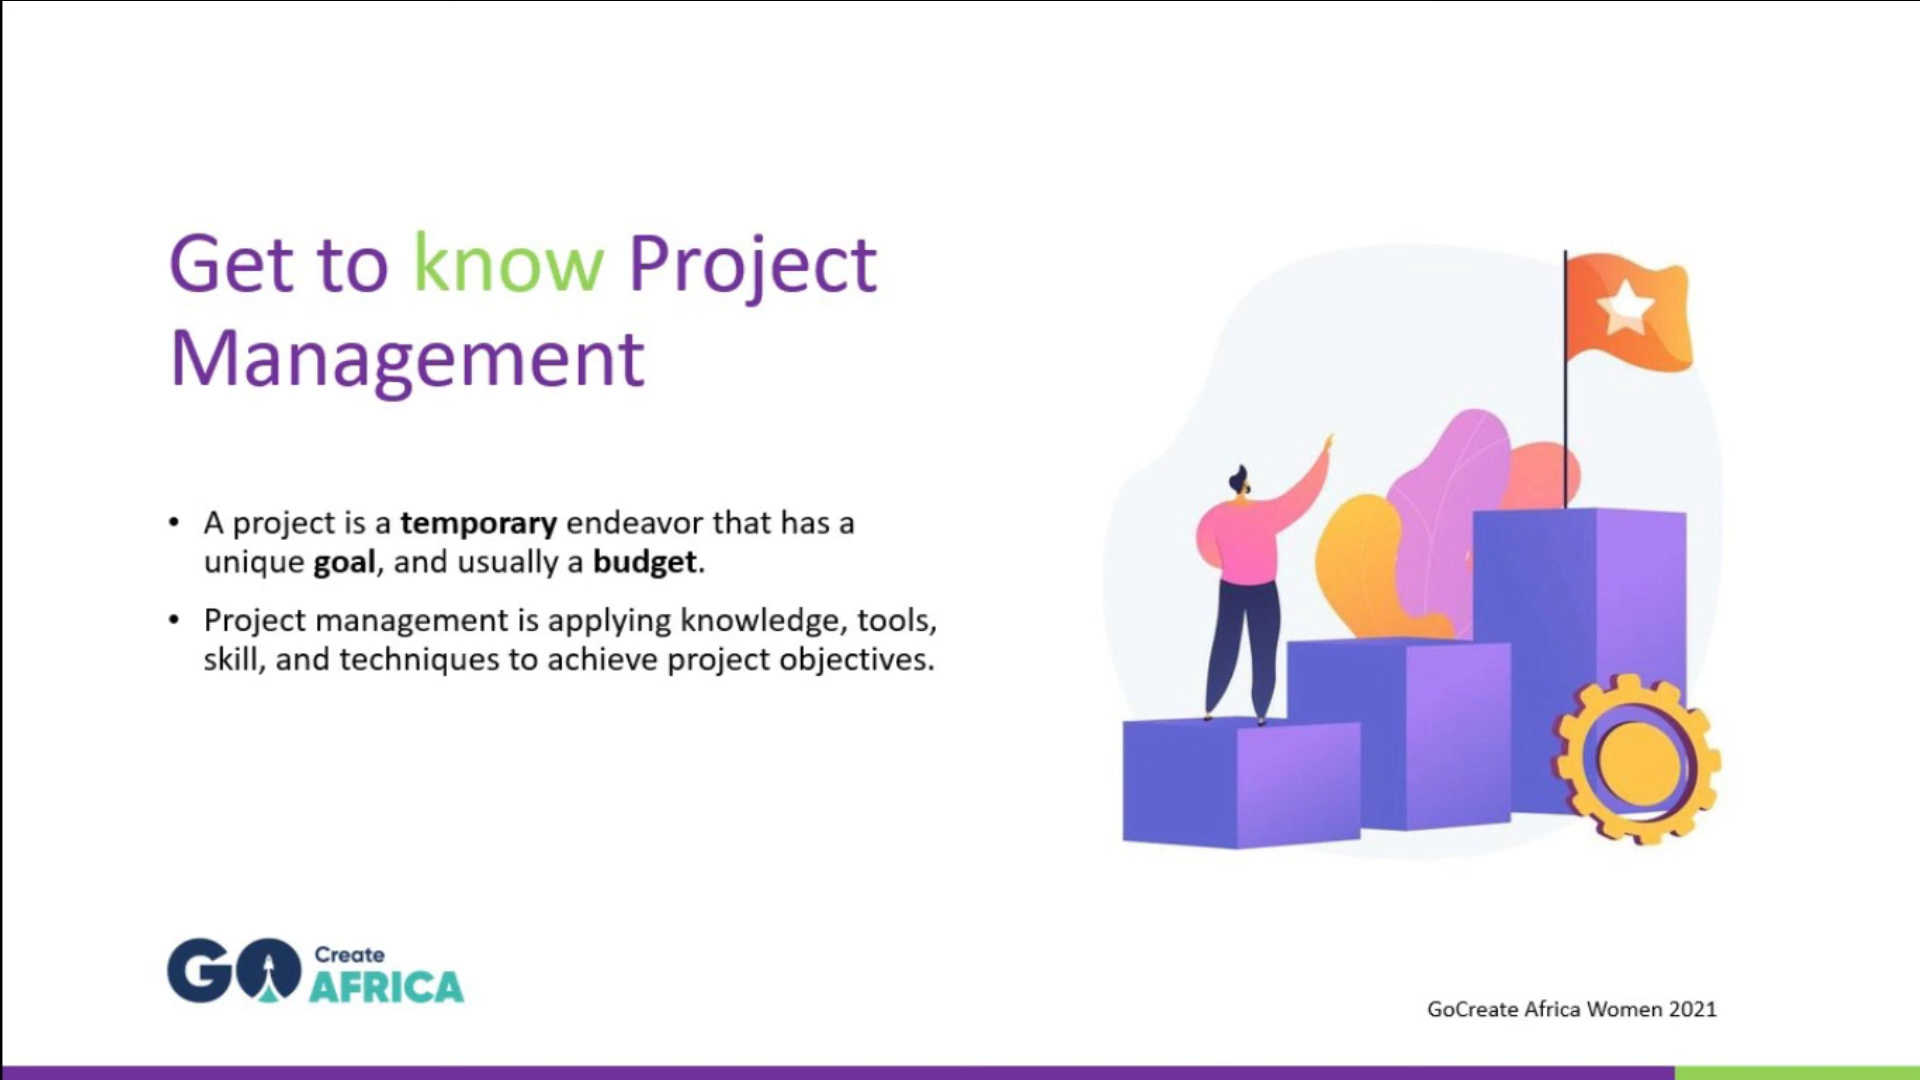 Get to know Project
Management
• A project is a temporary endeavor that has a
unique goal, and usually a budget.
• Project management is applying knowledge, tools,
skill, and techniques to achieve project objectives.
GO Create
AFRICA
GoCreate Africa Women 2021